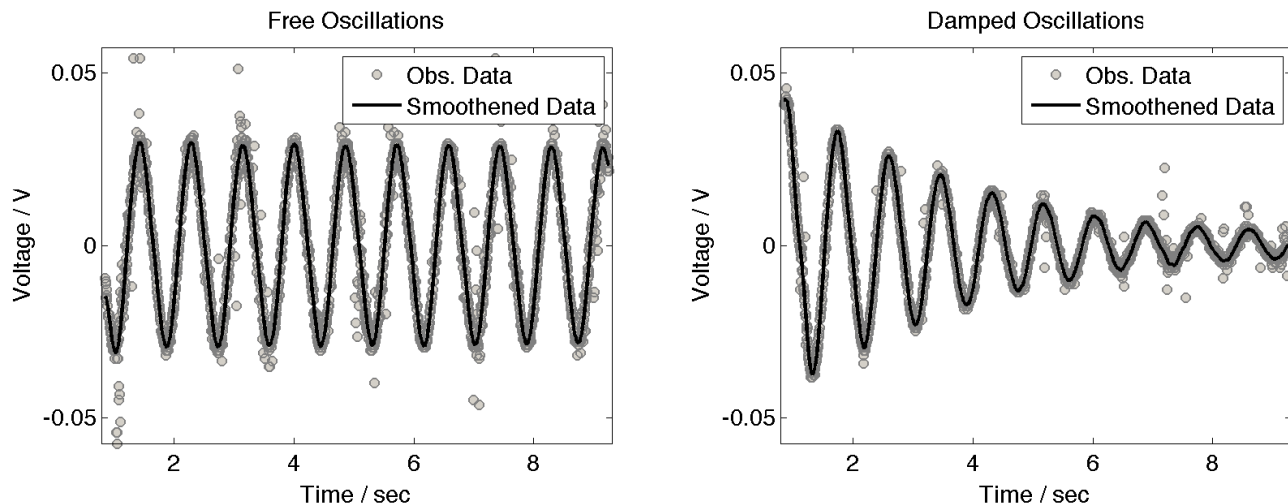 Free Oscillations
0.05
0
-0.05
Voltage / V
2
4
6
8
Time / sec
Obs. Data
Smoothened Data
Damped Oscillations
0.05
0
-0.05
Voltage / V
2
4
6
8
Time / sec
Obs. Data
Smoothened Data